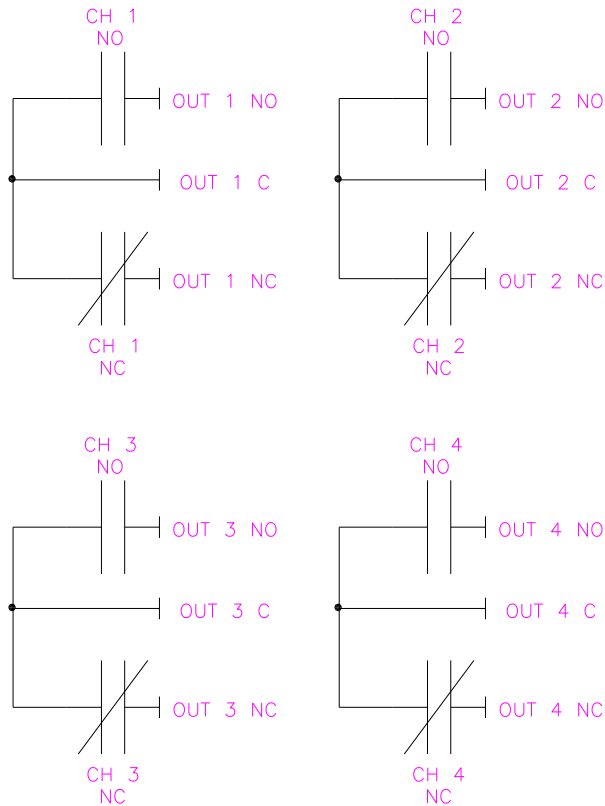 CH 1
NO
OUT 1 NO
OUT 1 C
OUT 1 NC
CH 1
NC
CH 2
NO
OUT 2 NO
OUT 2 C
OUT 2 NC
CH 2
NC
CH 3
NO
OUT 3 NO
OUT 3 C
OUT 3 NC
CH 3
NC
CH 4
NO
OUT 4 NO
OUT 4 C
OUT 4 NC
CH 4
NC